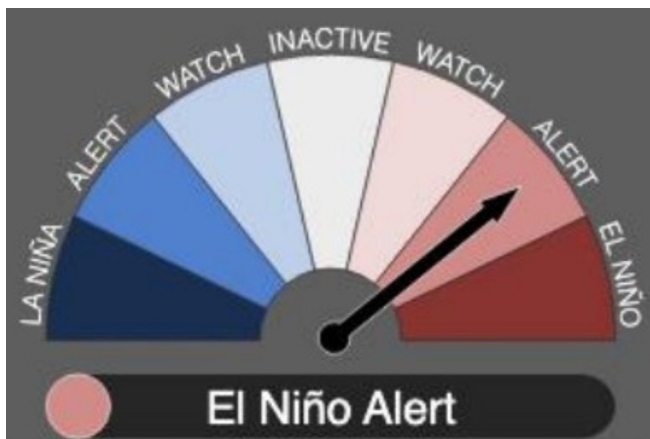 LA NIÑA
ALERT
WATCH
INACTIVE
WATCH
ALERT
EL NIÑO
El Niño Alert